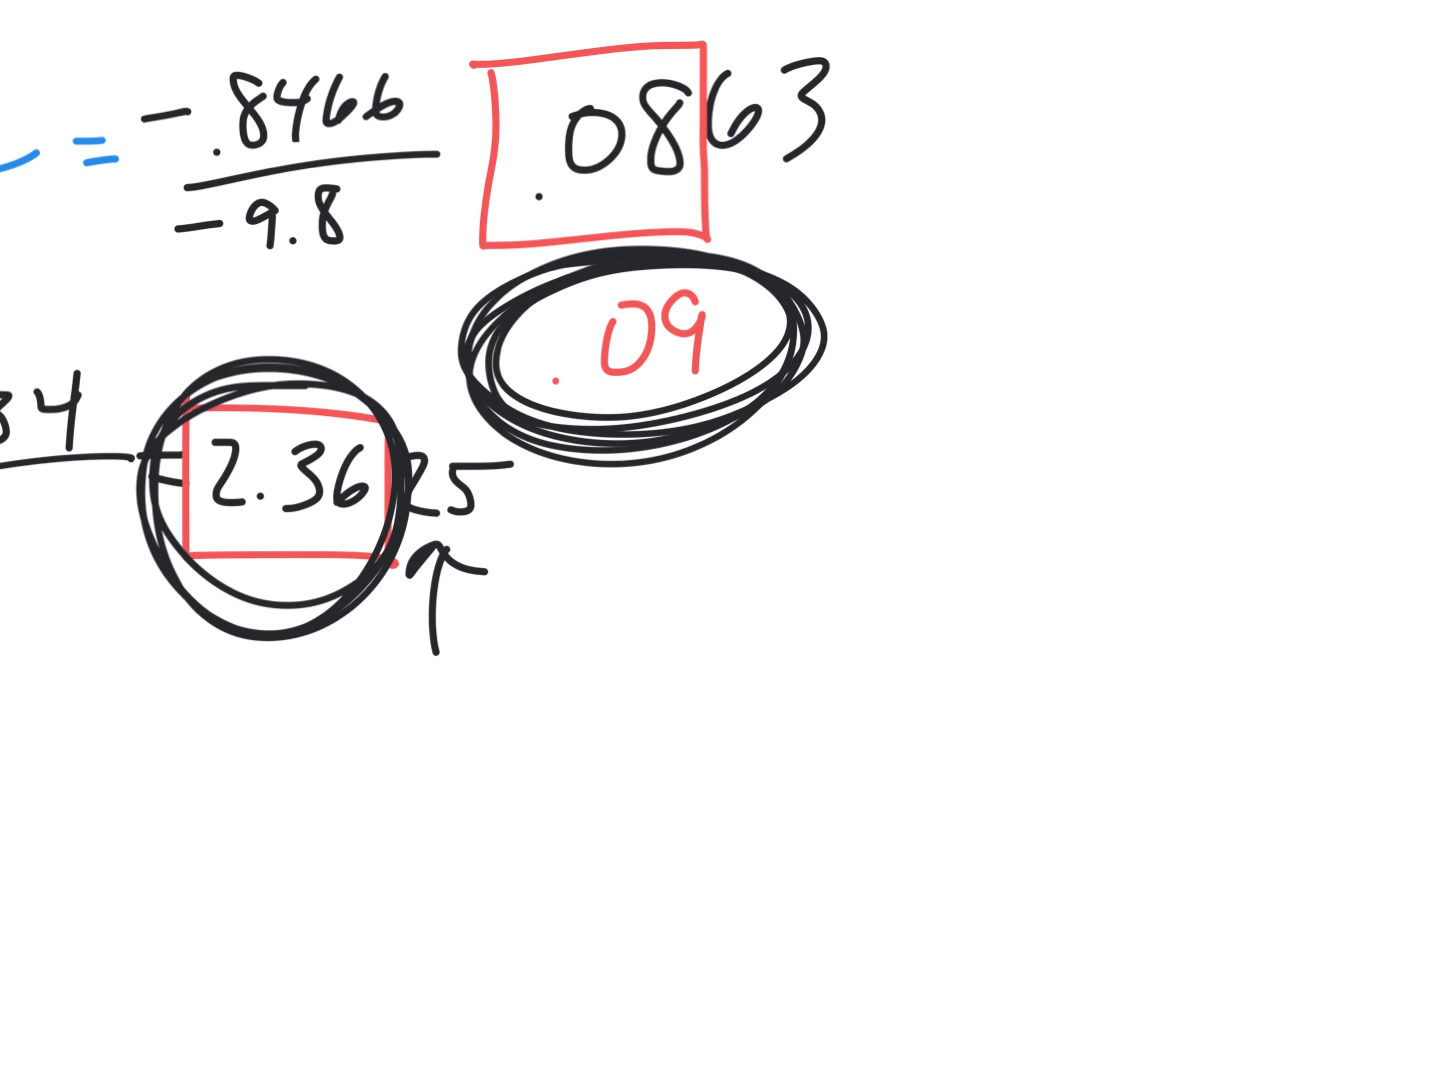 = -.8466 .0863
-9.8
.09
34 = 2.3625